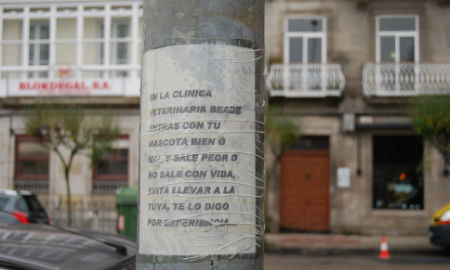 BLOKDEGAL S.A.
EN LA CLINICA
VETERINARIA BEADE
ENTRAS CON TU
MASCOTA BIEN O
MAL Y SALE PEOR O
NO SALE CON VIDA,
EVITA LLEVAR A LA
TUYA, TE LO DIGO
POR EXPERIENCIA...